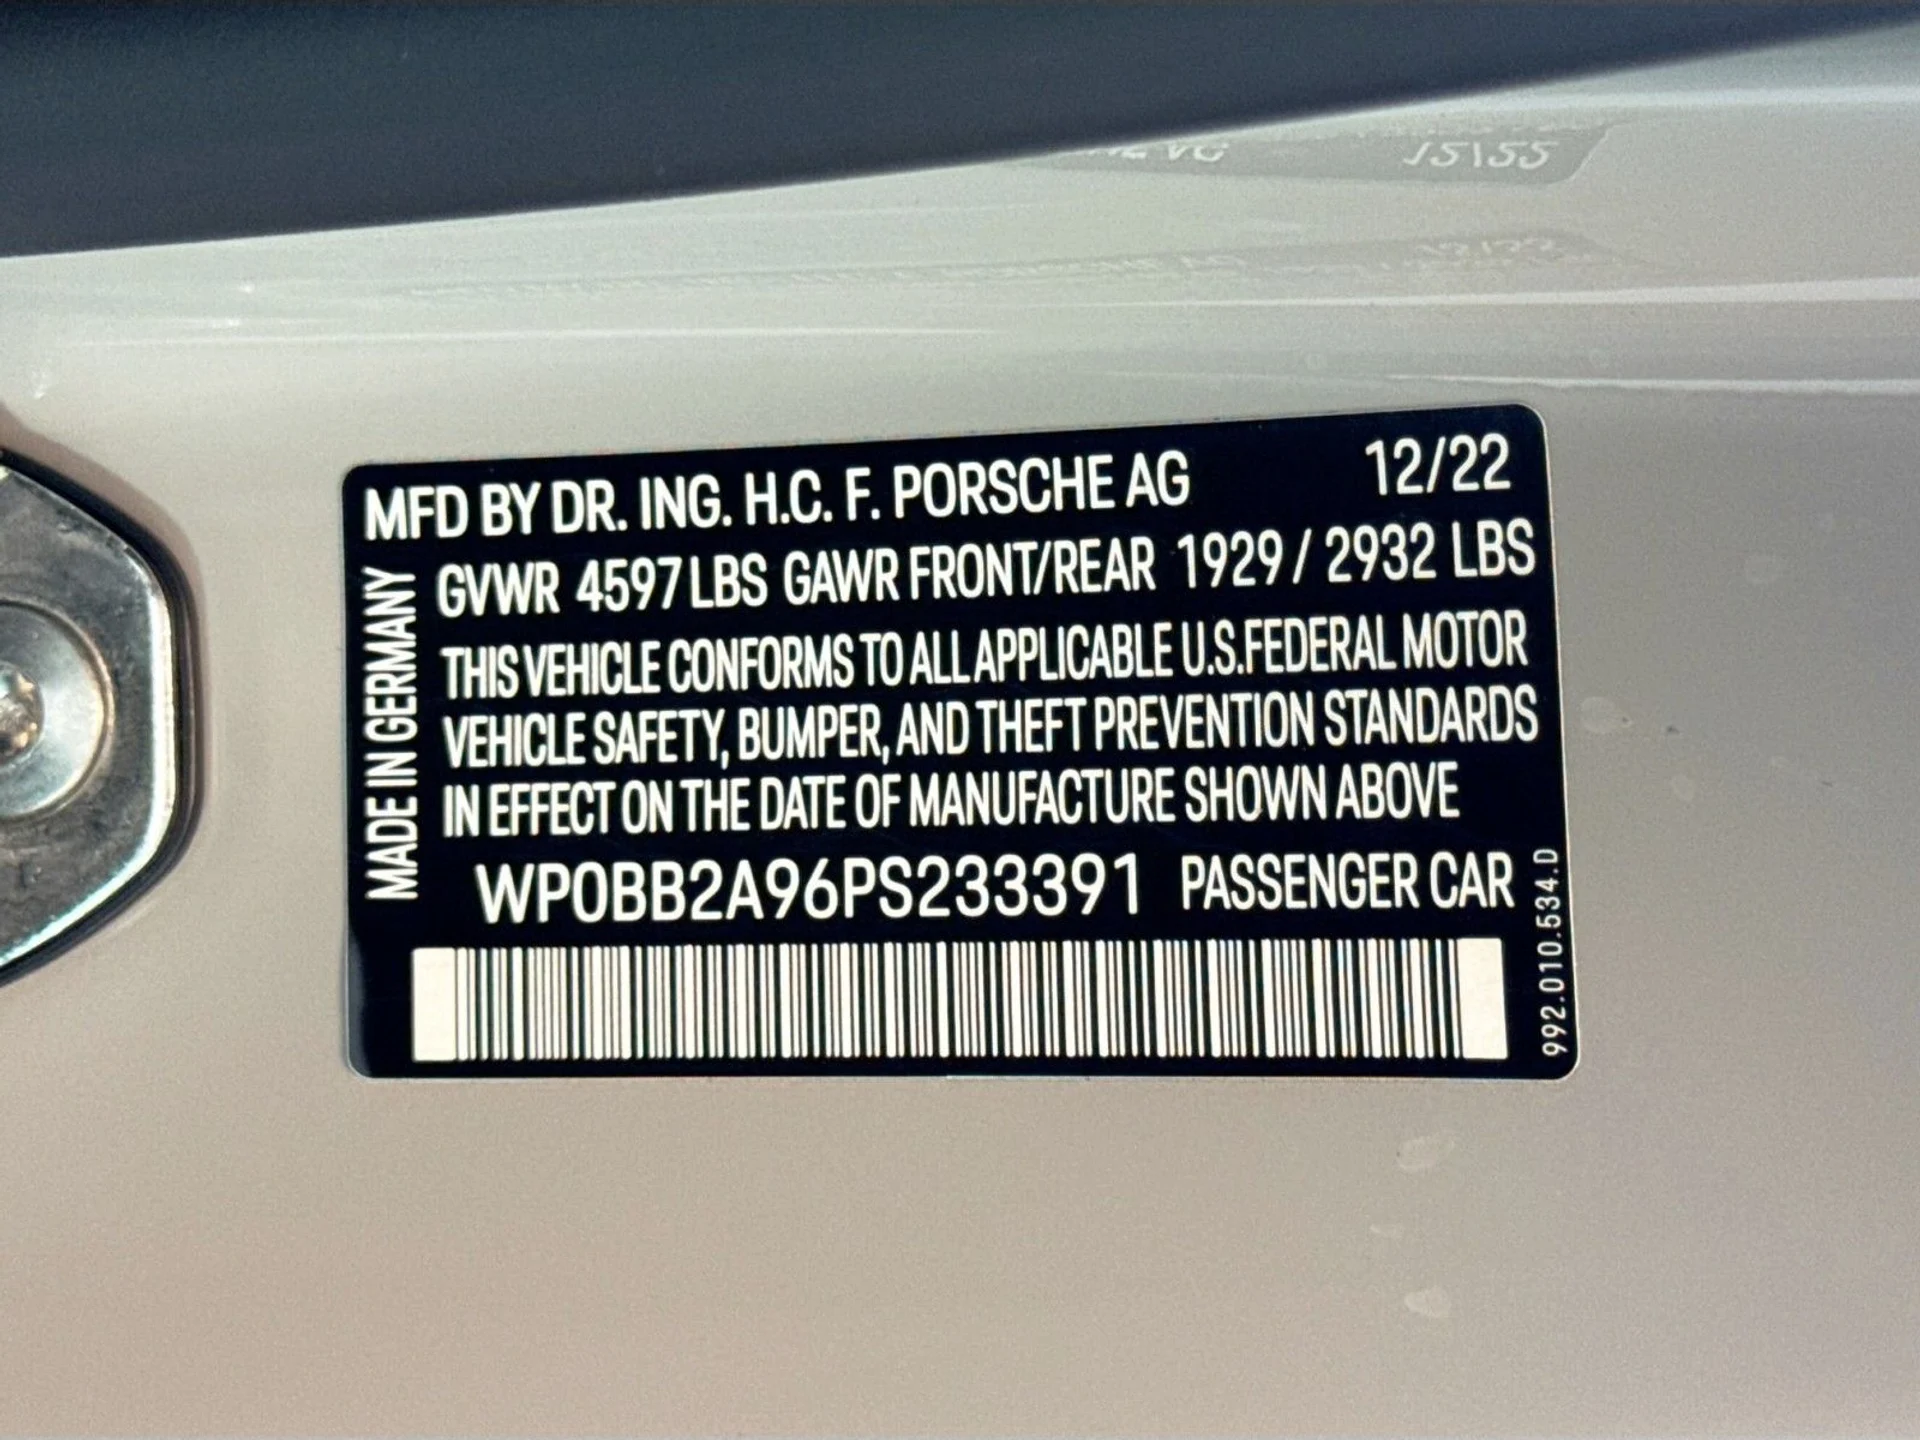 MFD BY DR. ING. H.C. F. PORSCHE AG 12/22
GVWR 4597 LBS GAWR FRONT/REAR 1929 / 2932 LBS
THIS VEHICLE CONFORMS TO ALL APPLICABLE U.S.FEDERAL MOTOR
VEHICLE SAFETY, BUMPER, AND THEFT PREVENTION STANDARDS
IN EFFECT ON THE DATE OF MANUFACTURE SHOWN ABOVE
WP0BB2A96PS233391 PASSENGER CAR
MADE IN GERMANY
992.010.534.D